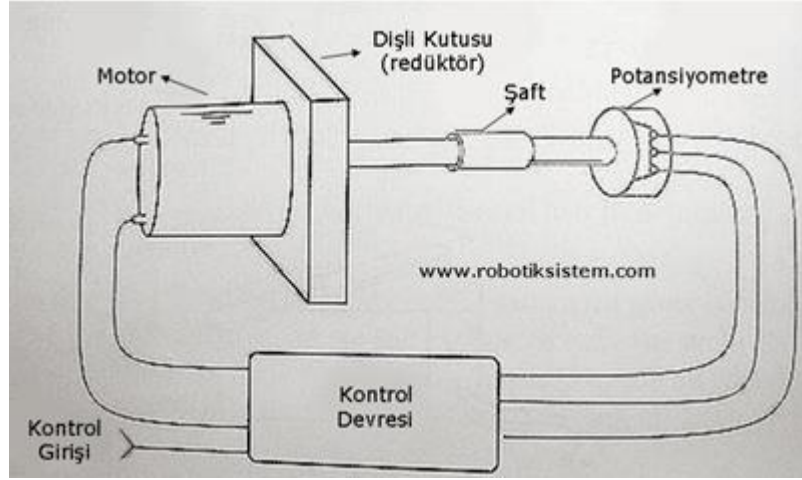 Dişli Kutusu
(redüktör)
Motor
Şaft
Potansiyometre
www.robotiksistem.com
Kontrol
Devresi
Kontrol
Girişi